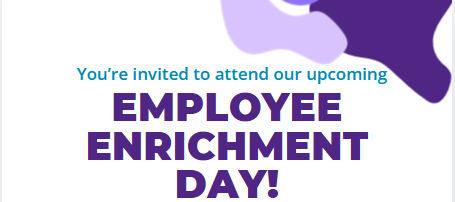 You're invited to attend our upcoming
EMPLOYEE
ENRICHMENT
DAY!